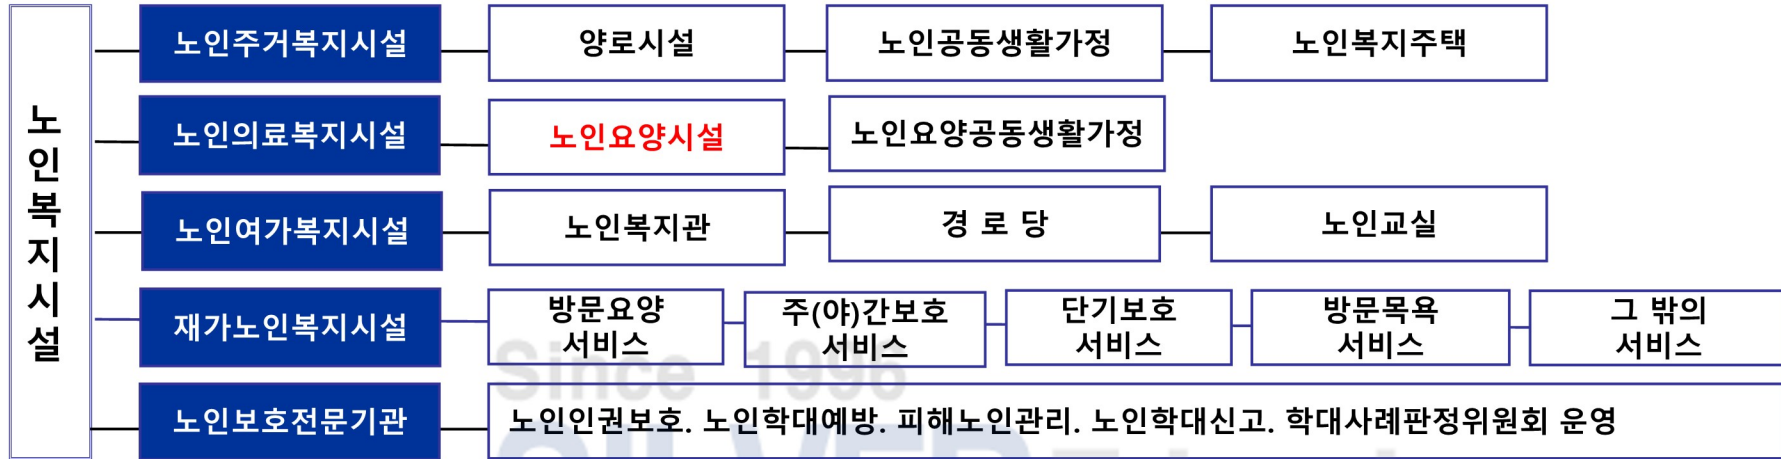 노인복지시설
노인주거복지시설
양로시설
노인공동생활가정
노인복지주택
노인의료복지시설
노인요양시설
노인요양공동생활가정
노인여가복지시설
노인복지관
경 로 당
노인교실
재가노인복지시설
방문요양
서비스
주(야)간보호
서비스
단기보호
서비스
방문목욕
서비스
그 밖의
서비스
Since 1996
노인보호전문기관
노인인권보호. 노인학대예방. 피해노인관리. 노인학대신고. 학대사례판정위원회 운영
SILVER